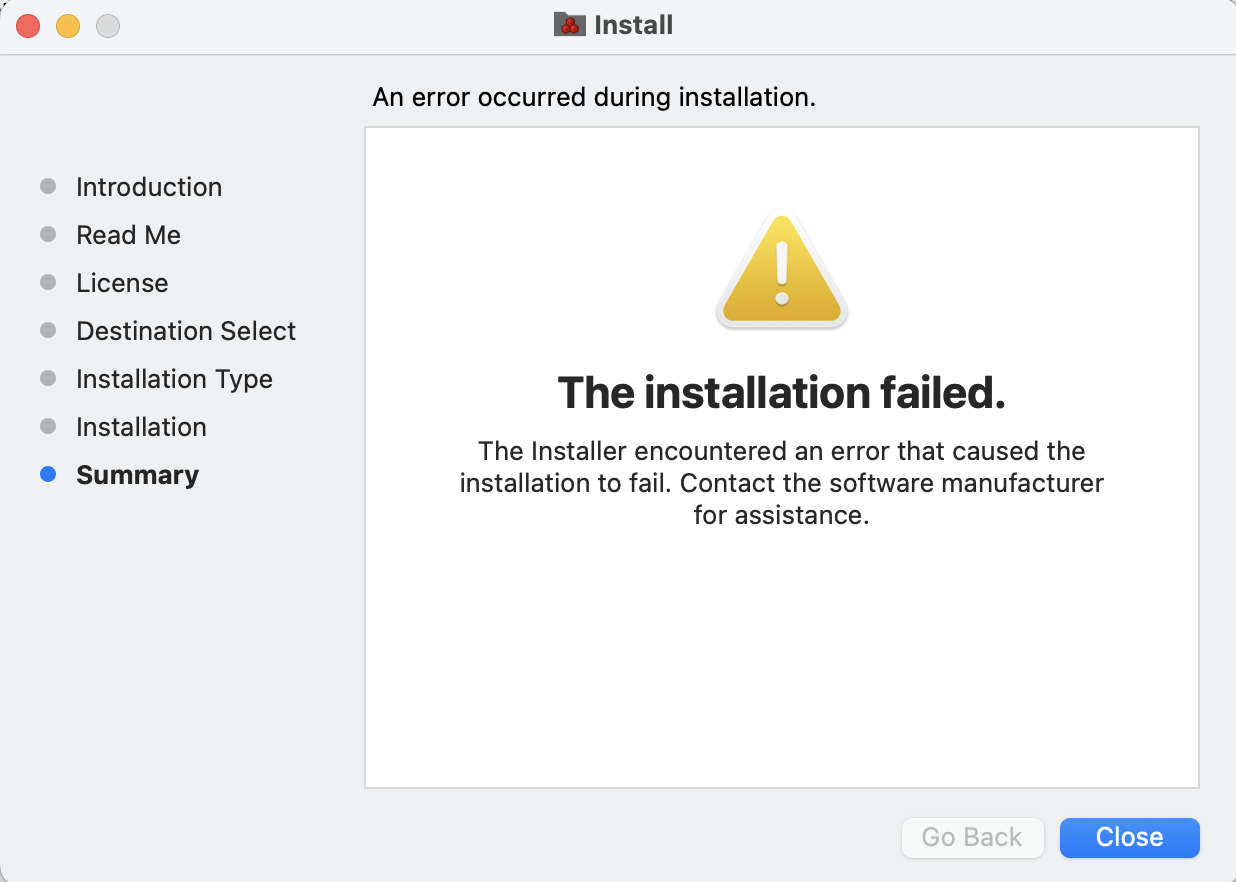 Install
An error occurred during installation.
Introduction
Read Me
License
Destination Select
Installation Type
Installation
Summary
The installation failed.
The Installer encountered an error that caused the
installation to fail. Contact the software manufacturer
for assistance.
Go Back
Close